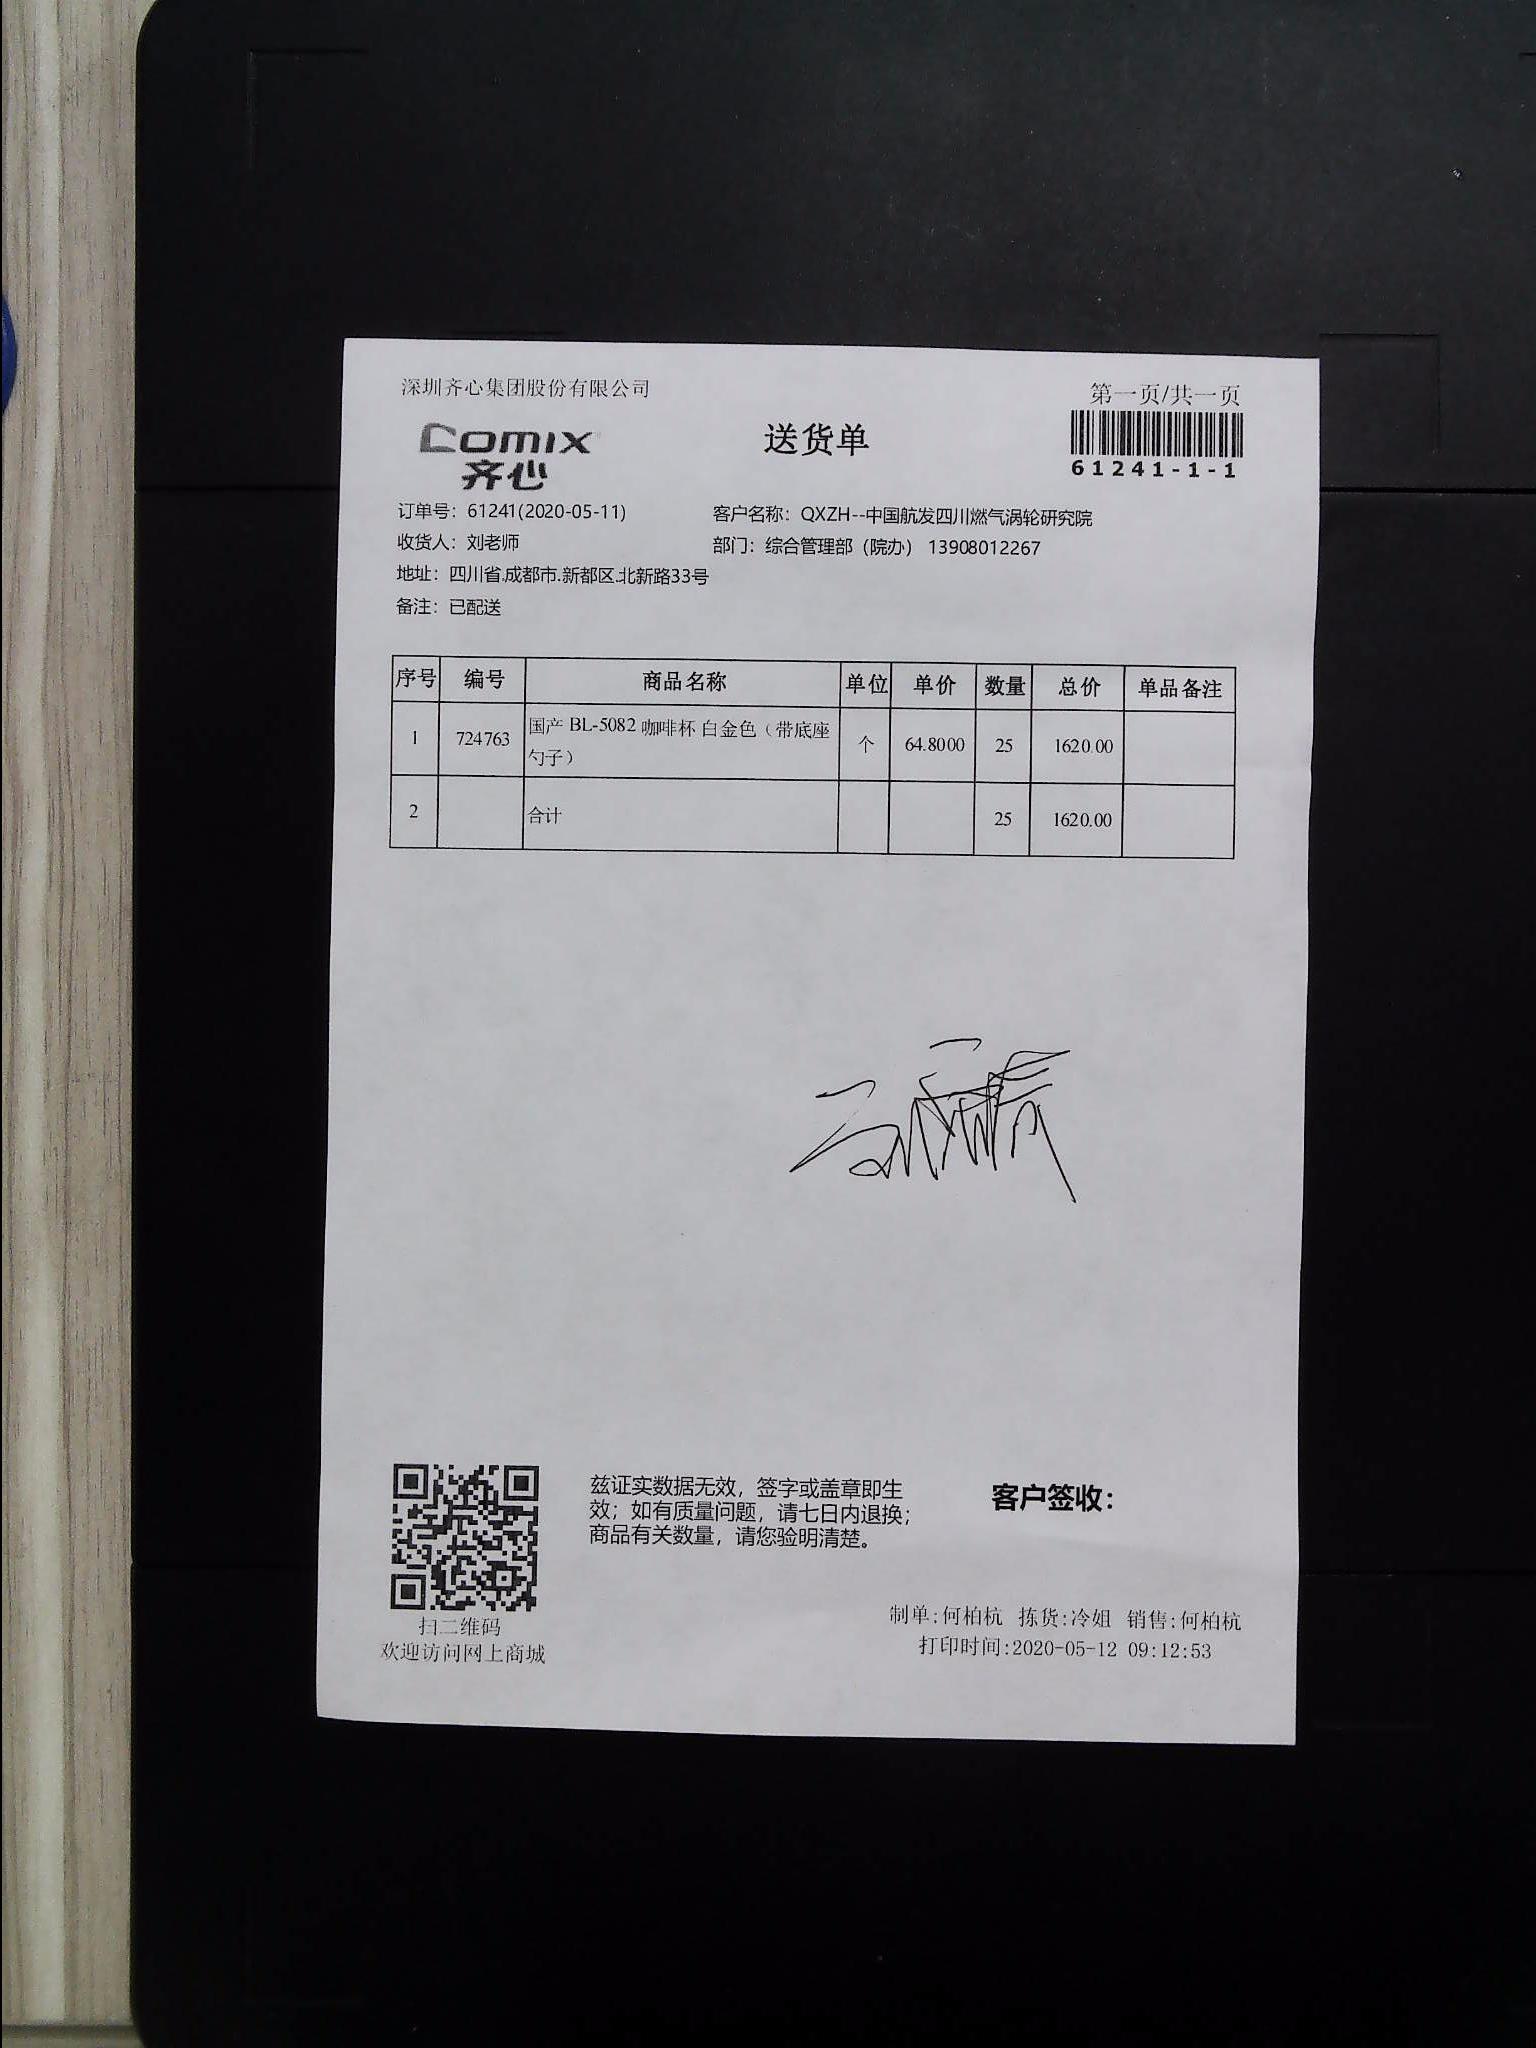 深圳齐心集团股份有限公司
第一页/共一页
comix
齐心
送货单
61241-1-1
订单号：61241(2020-05-11)
客户名称：QXZH--中国航发四川燃气涡轮研究院
收货人：刘老师
部门：综合管理部（院办） 13908012267
地址：四川省.成都市.新都区.北新路33号
备注：已配送
序号 编号 商品名称 单位 单价 数量 总价 单品备注
1 724763 国产 BL-5082 咖啡杯 白金色（带底座勺子） 个 64.8000 25 1620.00
2 合计 25 1620.00
兹证实数据无效，签字或盖章即生
效；如有质量问题，请七日内退换；
商品有关数量，请您验明清楚。
客户签收：
扫二维码
欢迎访问网上商城
制单:何柏杭 拣货:冷姐 销售:何柏杭
打印时间:2020-05-12 09:12:53